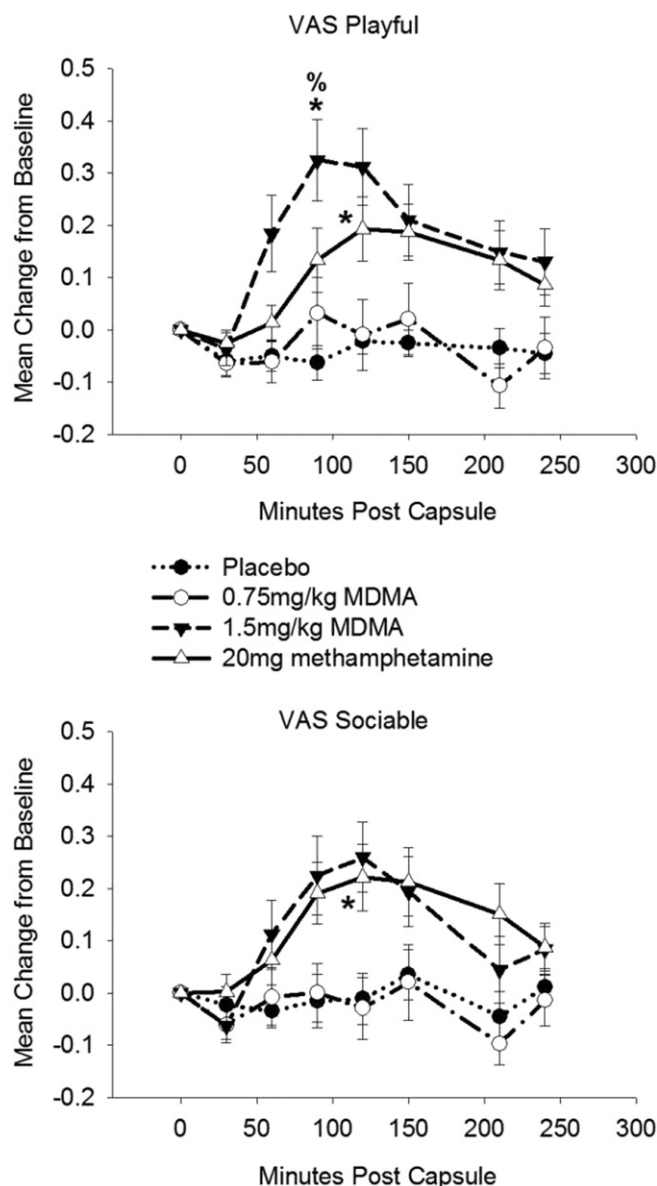 VAS Playful
0.5
0.4
0.3
0.2
0.1
0.0
-0.1
-0.2
Mean Change from Baseline
%
*
*
0 50 100 150 200 250 300
Minutes Post Capsule
Placebo
0.75mg/kg MDMA
1.5mg/kg MDMA
20mg methamphetamine
VAS Sociable
0.5
0.4
0.3
0.2
0.1
0.0
-0.1
-0.2
Mean Change from Baseline
*
0 50 100 150 200 250 300
Minutes Post Capsule